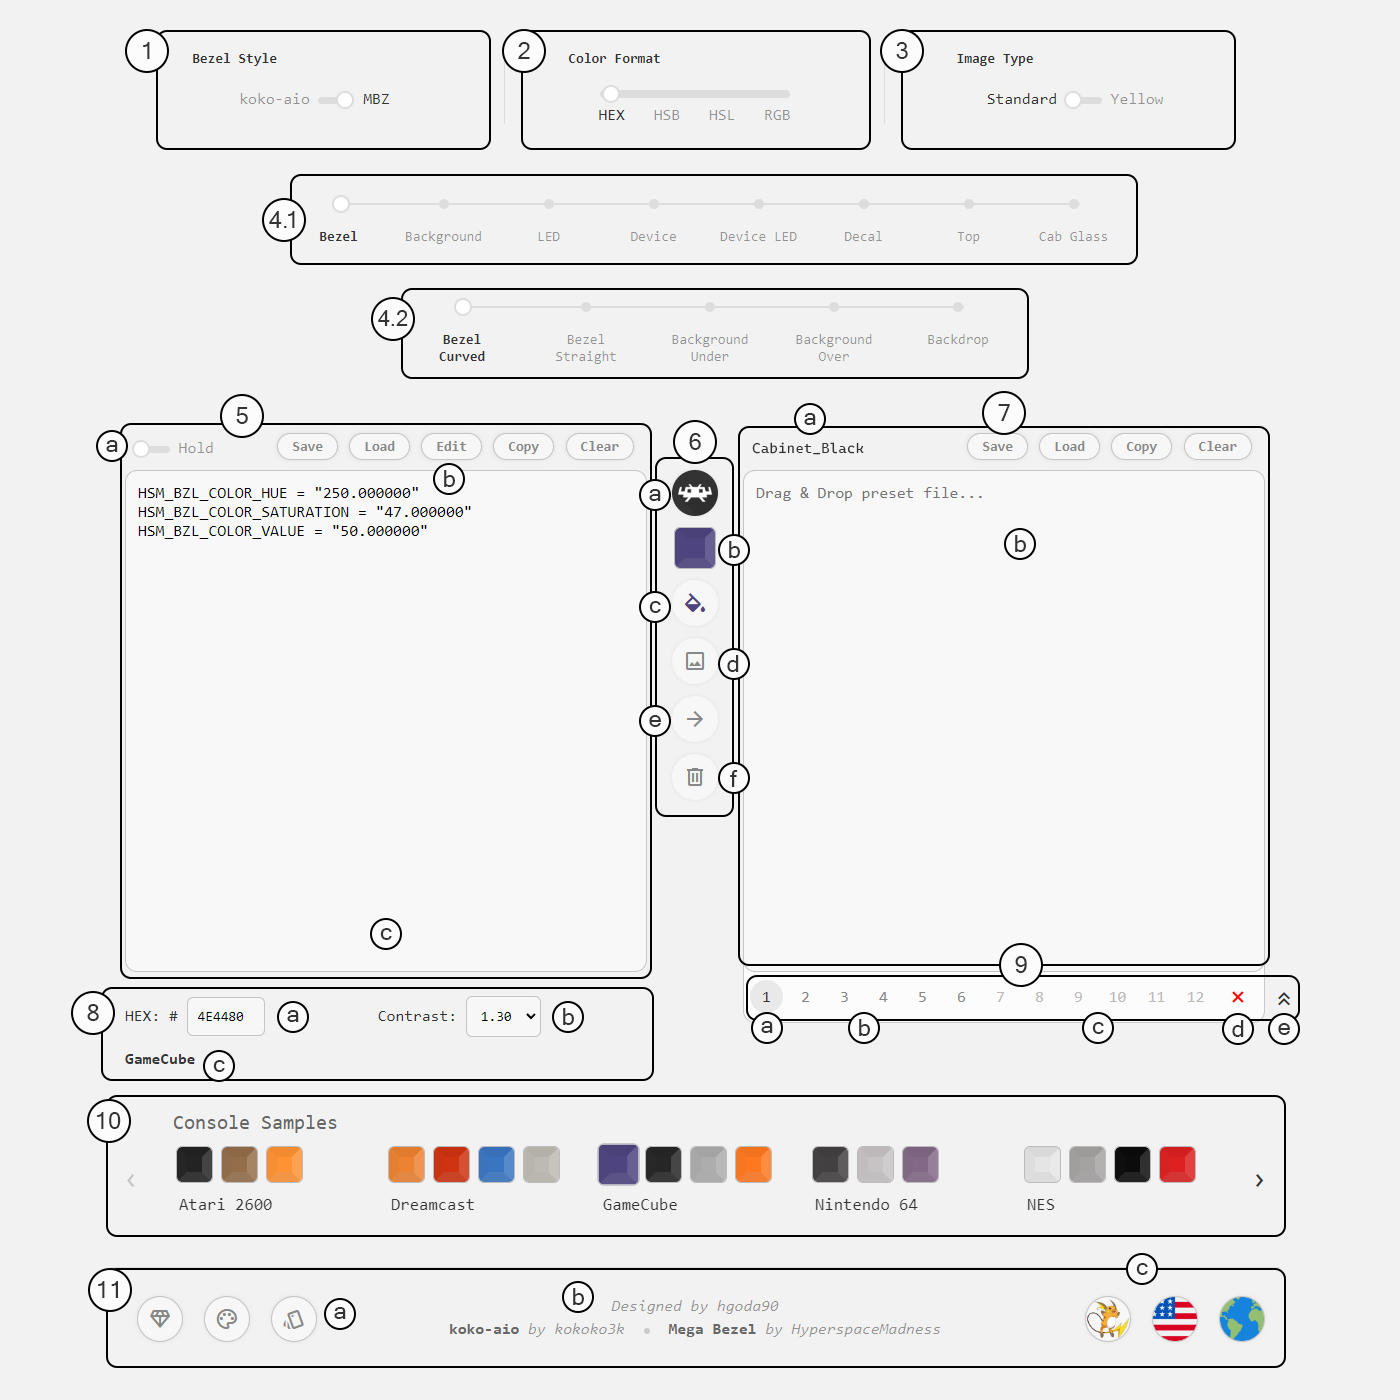 1
Bezel Style
koko-aio MBZ
2
Color Format
HEX HSB HSL RGB
3
Image Type
Standard Yellow
4.1
Bezel Background LED Device Device LED Decal Top Cab Glass
4.2
Bezel Curved
Bezel Straight
Background Under
Background Over
Backdrop
5
a
Hold
Save Load Edit Copy Clear
b
HSM_BZL_COLOR_HUE = "250.000000"
HSM_BZL_COLOR_SATURATION = "47.000000"
HSM_BZL_COLOR_VALUE = "50.000000"
c
6
a
b
c
d
e
f
7
a
Cabinet_Black
Save Load Copy Clear
Drag & Drop preset file...
b
8
HEX: # 4E4480 a
Contrast: 1.30 b
GameCube c
9
1 2 3 4 5 6 7 8 9 10 11 12
a b c d e
10
Console Samples
Atari 2600 Dreamcast GameCube Nintendo 64 NES
11
a
b
Designed by hgoda90
koko-aio by kokoko3k • Mega Bezel by HyperspaceMadness
c